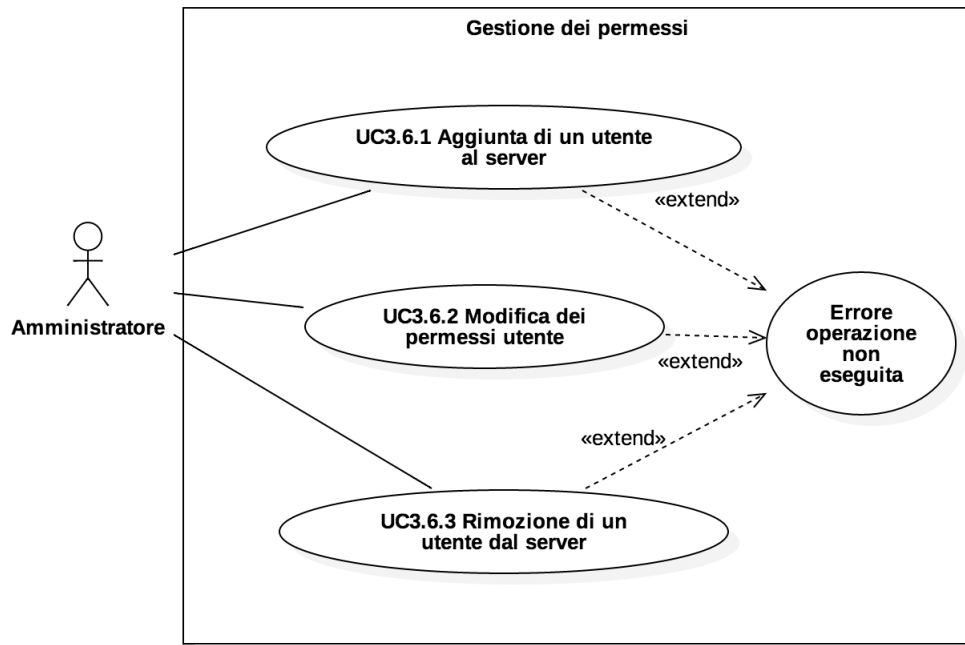 Gestione dei permessi
UC3.6.1 Aggiunta di un utente
al server
«extend»
Amministratore
UC3.6.2 Modifica dei
permessi utente
«extend»
Errore
operazione
non
eseguita
«extend»
UC3.6.3 Rimozione di un
utente dal server